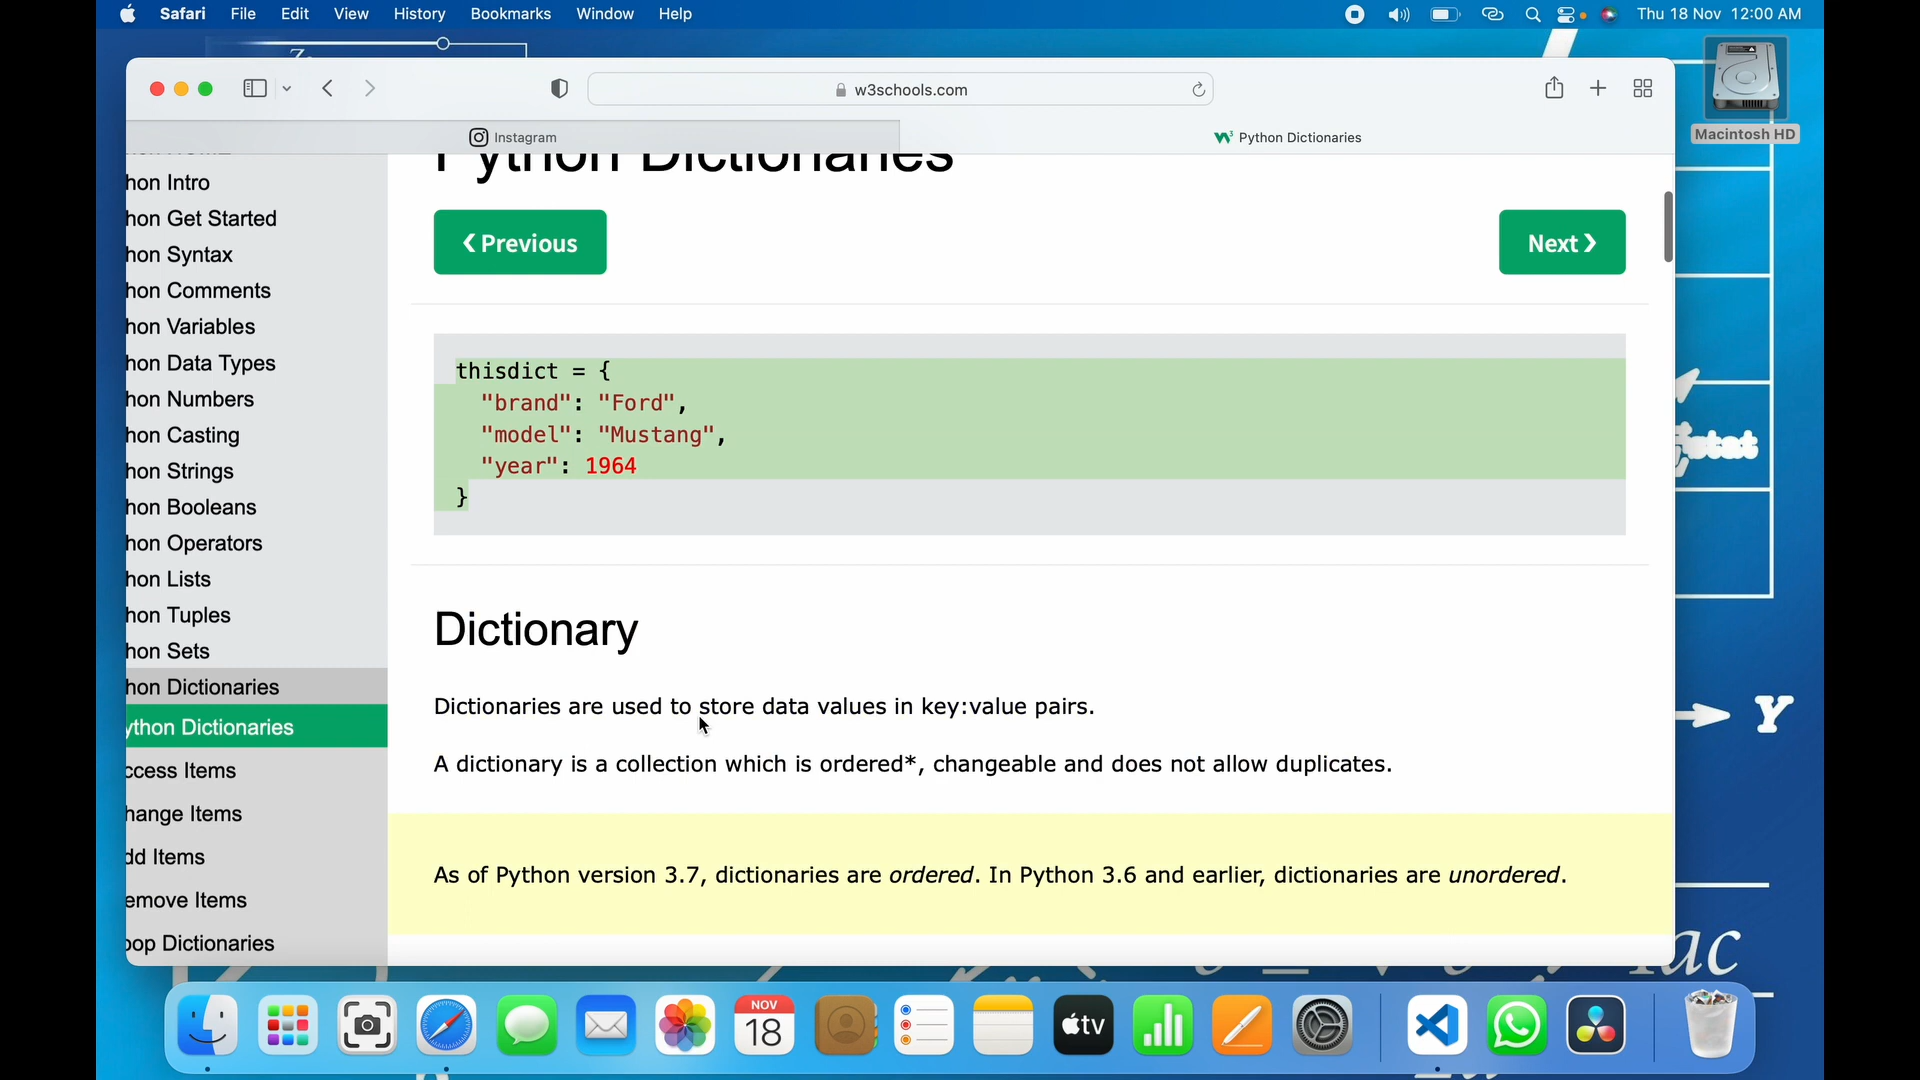 Safari File Edit View History Bookmarks Window Help
Thu 18 Nov 12:00 AM
Macintosh HD
w3schools.com
Instagram
Python Dictionaries
Python Dictionaries
hon Intro
hon Get Started
hon Syntax
hon Comments
hon Variables
hon Data Types
hon Numbers
hon Casting
hon Strings
hon Booleans
hon Operators
hon Lists
hon Tuples
hon Sets
hon Dictionaries
ython Dictionaries
ccess Items
hange Items
dd Items
emove Items
oop Dictionaries
❮ Previous
Next ❯
thisdict = {
"brand": "Ford",
"model": "Mustang",
"year": 1964
}
Dictionary
Dictionaries are used to store data values in key:value pairs.
A dictionary is a collection which is ordered*, changeable and does not allow duplicates.
As of Python version 3.7, dictionaries are ordered. In Python 3.6 and earlier, dictionaries are unordered.
Y
NOV
18
tv